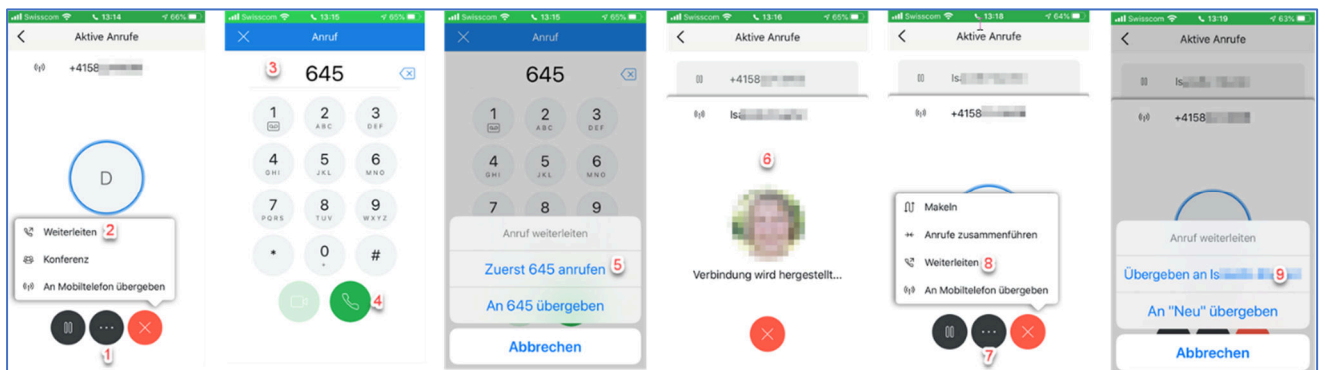 Swisscom 13:14 66%
Aktive Anrufe
+4158
D
Weiterleiten 2
Konferenz
An Mobiltelefon übergeben
1
Swisscom 13:15 65%
Anruf
3 645
1 2 3
ABC DEF
4 5 6
GHI JKL MNO
7 8 9
PQRS TUV WXYZ
* 0 #
+
4
Swisscom 13:15 65%
Anruf
645
1 2 3
ABC DEF
4 5 6
GHI JKL MNO
7 8 9
Anruf weiterleiten
Zuerst 645 anrufen 5
An 645 übergeben
Abbrechen
Swisscom 13:16 65%
Aktive Anrufe
+4158
Isa
6
Verbindung wird hergestellt...
Swisscom 13:18 64%
Aktive Anrufe
Is
+4158
Makeln
Anrufe zusammenführen
Weiterleiten 8
An Mobiltelefon übergeben
7
Swisscom 13:19 63%
Aktive Anrufe
Is
+4158
Anruf weiterleiten
Übergeben an Is 9
An "Neu" übergeben
Abbrechen